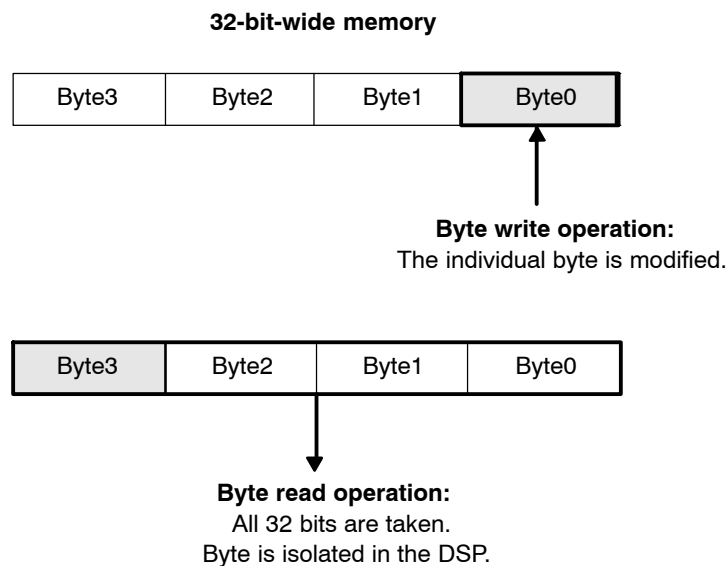 32-bit-wide memory
Byte3 Byte2 Byte1 Byte0
Byte write operation:
The individual byte is modified.
Byte3 Byte2 Byte1 Byte0
Byte read operation:
All 32 bits are taken.
Byte is isolated in the DSP.